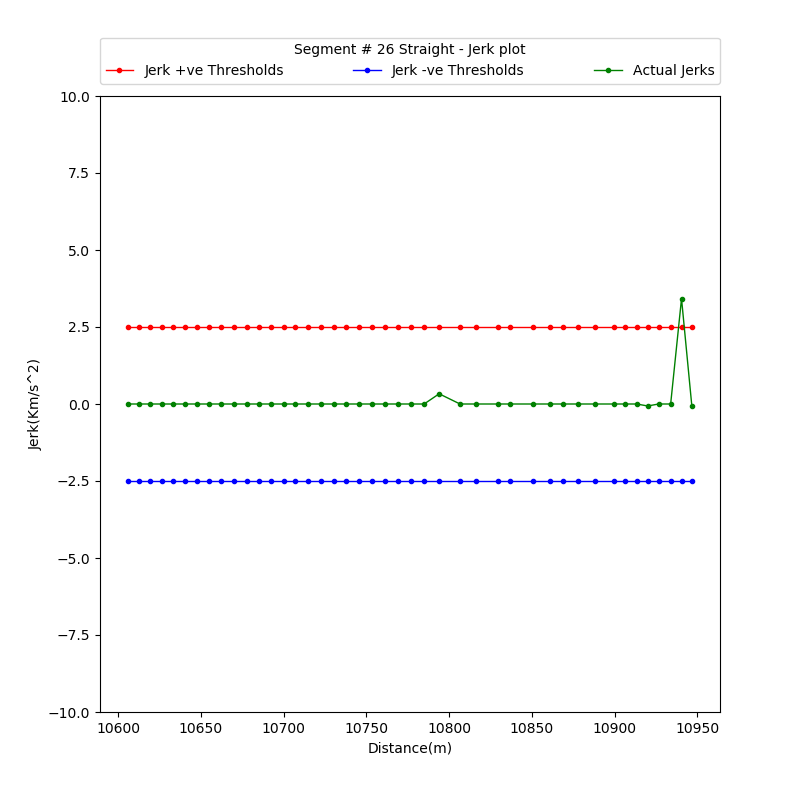 Segment # 26 Straight - Jerk plot
Jerk +ve Thresholds Jerk -ve Thresholds Actual Jerks
10.0
7.5
5.0
2.5
0.0
−2.5
−5.0
−7.5
−10.0
Jerk(Km/s^2)
10600 10650 10700 10750 10800 10850 10900 10950
Distance(m)